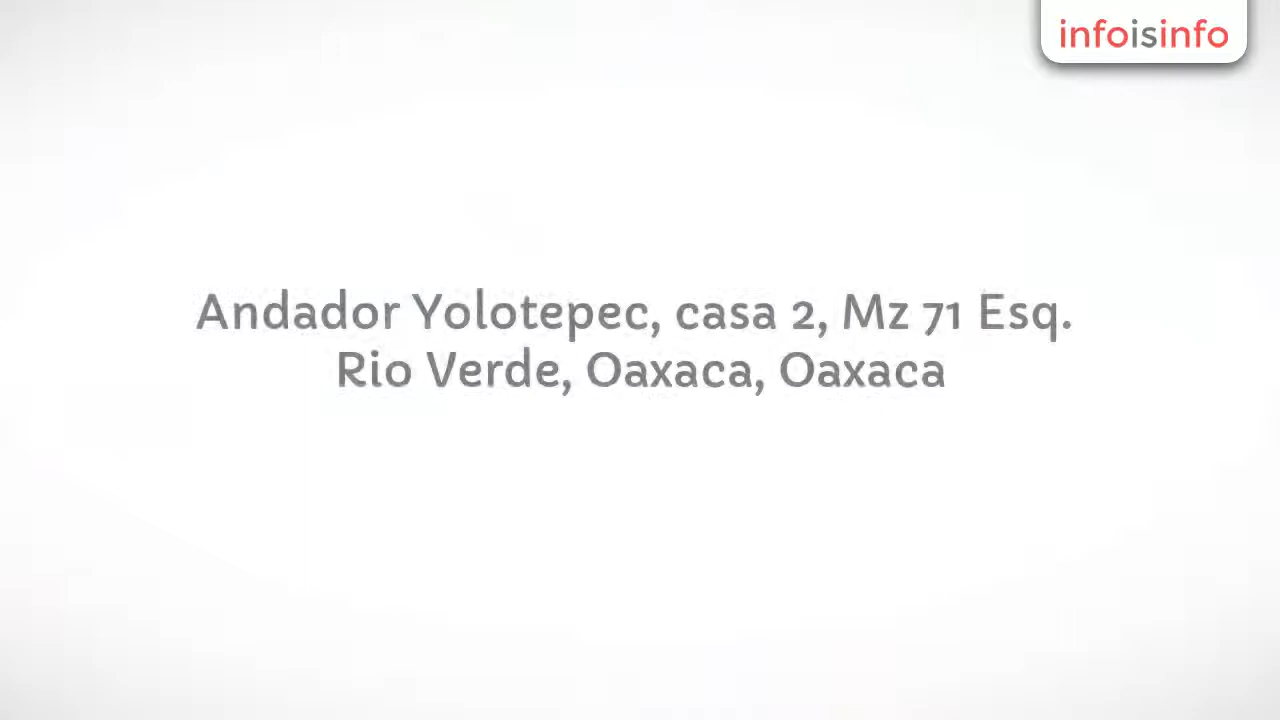 infoisinfo
Andador Yolotepec, casa 2, Mz 71 Esq.
Rio Verde, Oaxaca, Oaxaca